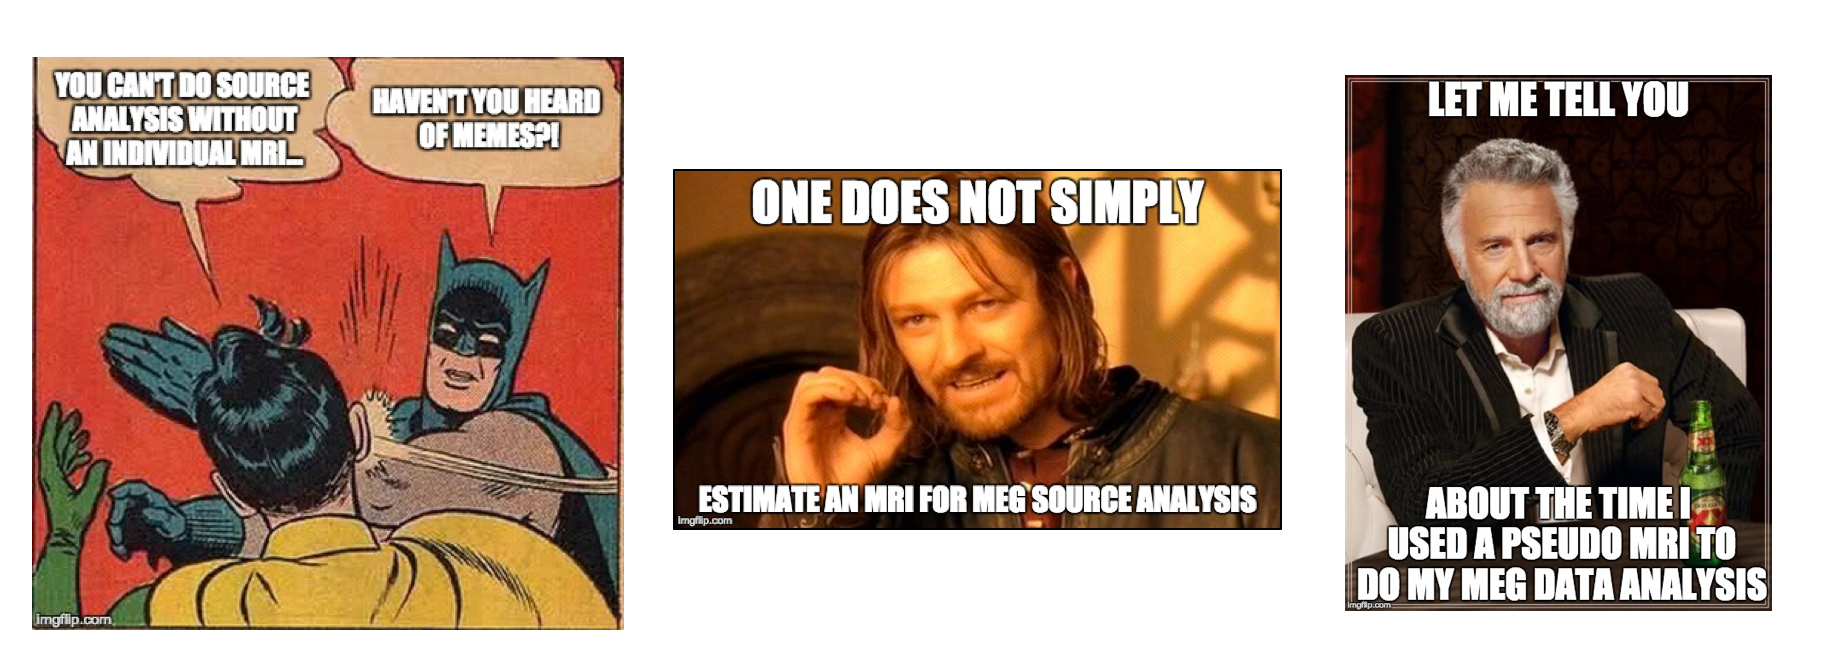 YOU CAN'T DO SOURCE
ANALYSIS WITHOUT
AN INDIVIDUAL MRI...
HAVEN'T YOU HEARD
OF MEMES?!
imgflip.com
ONE DOES NOT SIMPLY
ESTIMATE AN MRI FOR MEG SOURCE ANALYSIS
imgflip.com
LET ME TELL YOU
ABOUT THE TIME I
USED A PSEUDO MRI TO
DO MY MEG DATA ANALYSIS
imgflip.com